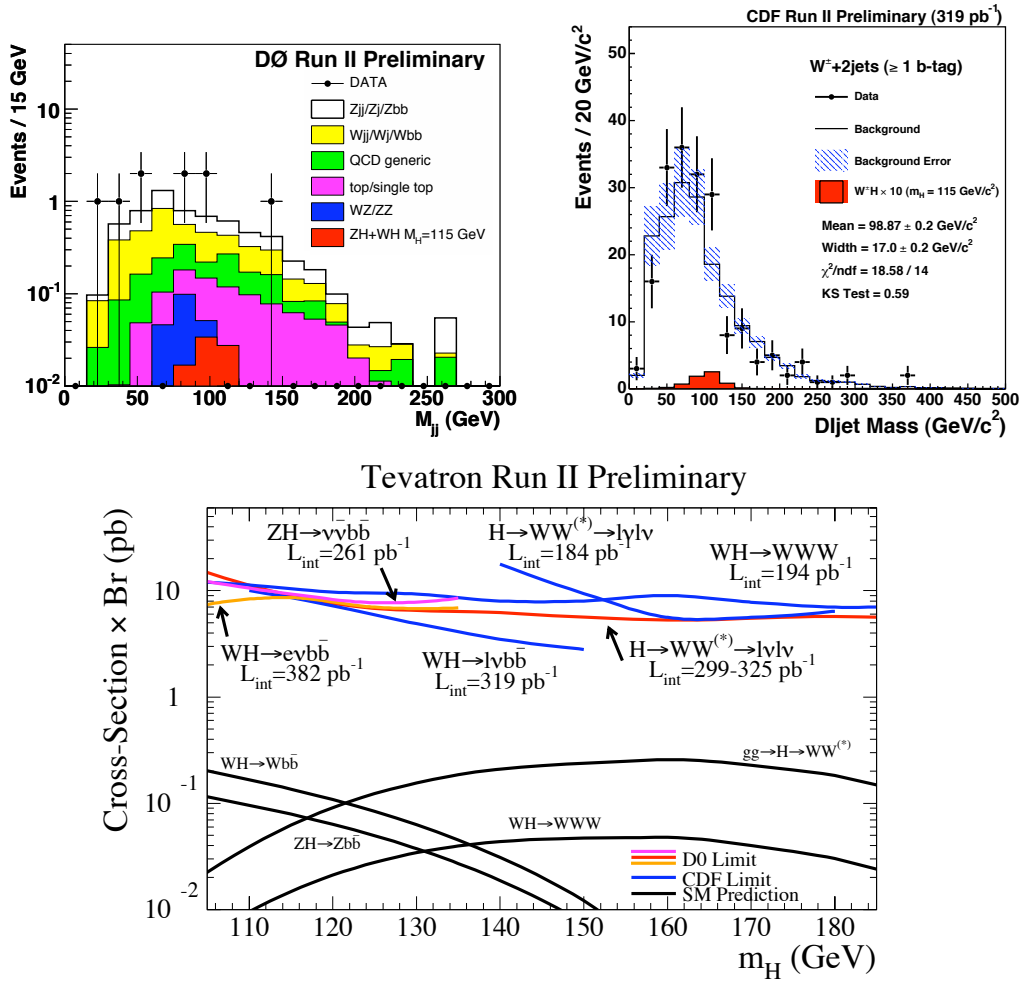 DØ Run II Preliminary
Events / 15 GeV
DATA
Zjj/Zj/Zbb
Wjj/Wj/Wbb
QCD generic
top/single top
WZ/ZZ
ZH+WH M_H=115 GeV
10
1
10^-1
10^-2
0 50 100 150 200 250 300
M_jj (GeV)
CDF Run II Preliminary (319 pb^-1)
Events / 20 GeV/c^2
W^± +2jets (≥ 1 b-tag)
Data
Background
Background Error
W^±H × 10 (m_H = 115 GeV/c^2)
Mean = 98.87 ± 0.2 GeV/c^2
Width = 17.0 ± 0.2 GeV/c^2
χ^2/ndf = 18.58 / 14
KS Test = 0.59
50
40
30
20
10
0
0 50 100 150 200 250 300 350 400 450 500
DIjet Mass (GeV/c^2)
Tevatron Run II Preliminary
Cross-Section × Br (pb)
ZH→νν̄bb̄
L_int=261 pb^-1
H→WW^(*)→lνlν
L_int=184 pb^-1
WH→WWW
L_int=194 pb^-1
WH→eνbb̄
L_int=382 pb^-1
WH→lνbb̄
L_int=319 pb^-1
H→WW^(*)→lνlν
L_int=299-325 pb^-1
WH→Wbb̄
gg→H→WW^(*)
ZH→Zbb̄
WH→WWW
D0 Limit
CDF Limit
SM Prediction
10
1
10^-1
10^-2
110 120 130 140 150 160 170 180
m_H (GeV)